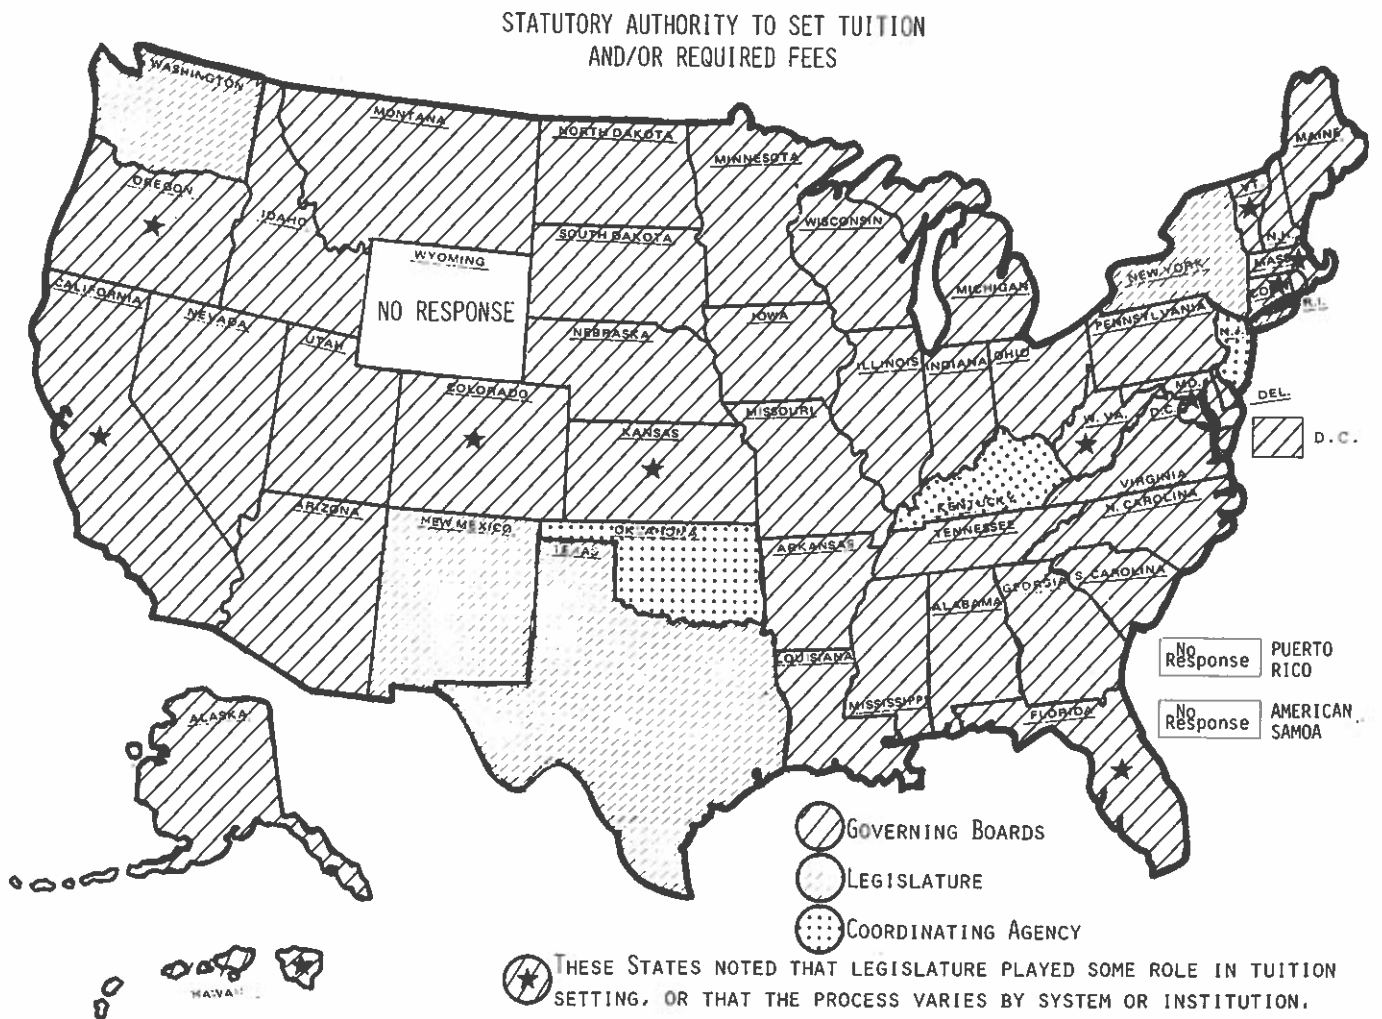 STATUTORY AUTHORITY TO SET TUITION
AND/OR REQUIRED FEES
WASHINGTON
MONTANA
NORTH DAKOTA
MINNESOTA
MAINE
OREGON
IDAHO
WYOMING
SOUTH DAKOTA
WISCONSIN
VT.
N.H.
NO RESPONSE
MICHIGAN
NEW YORK
MASS
CALIFORNIA
NEVADA
UTAH
NEBRASKA
IOWA
ILLINOIS
INDIANA
OHIO
PENNSYLVANIA
N.J.
R.I.
COLORADO
KANSAS
MISSOURI
W. VA.
MD.
D.C.
DEL.
D.C.
VIRGINIA
KENTUCKY
N. CAROLINA
ARIZONA
NEW MEXICO
OKLAHOMA
TEXAS
ARKANSAS
TENNESSEE
S. CAROLINA
GEORGIA
ALABAMA
LOUISIANA
MISSISSIPPI
FLORIDA
No
Response
PUERTO
RICO
No
Response
AMERICAN
SAMOA
ALASKA
HAWAII
GOVERNING BOARDS
LEGISLATURE
COORDINATING AGENCY
THESE STATES NOTED THAT LEGISLATURE PLAYED SOME ROLE IN TUITION
SETTING, OR THAT THE PROCESS VARIES BY SYSTEM OR INSTITUTION.